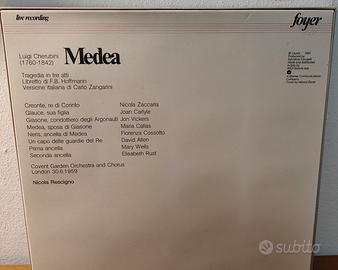 live recording
foyer
Luigi Cherubini
(1760-1842)
Medea
Tragedia in tre atti
Libretto di F.B. Hoffmann
Versione italiana di Carlo Zangarini
Creonte, re di Corinto Nicola Zaccaria
Glauce, sua figlia Joan Carlyle
Giasone, condottiero degli Argonauti Jon Vickers
Medea, sposa di Giasone Maria Callas
Neris, ancella di Medea Fiorenza Cossotto
Un capo delle guardie del Re David Allen
Prima ancella Mary Wells
Seconda ancella Elisabeth Rust
Covent Garden Orchestra and Chorus
London 30.6.1959
Nicola Rescigno
subito